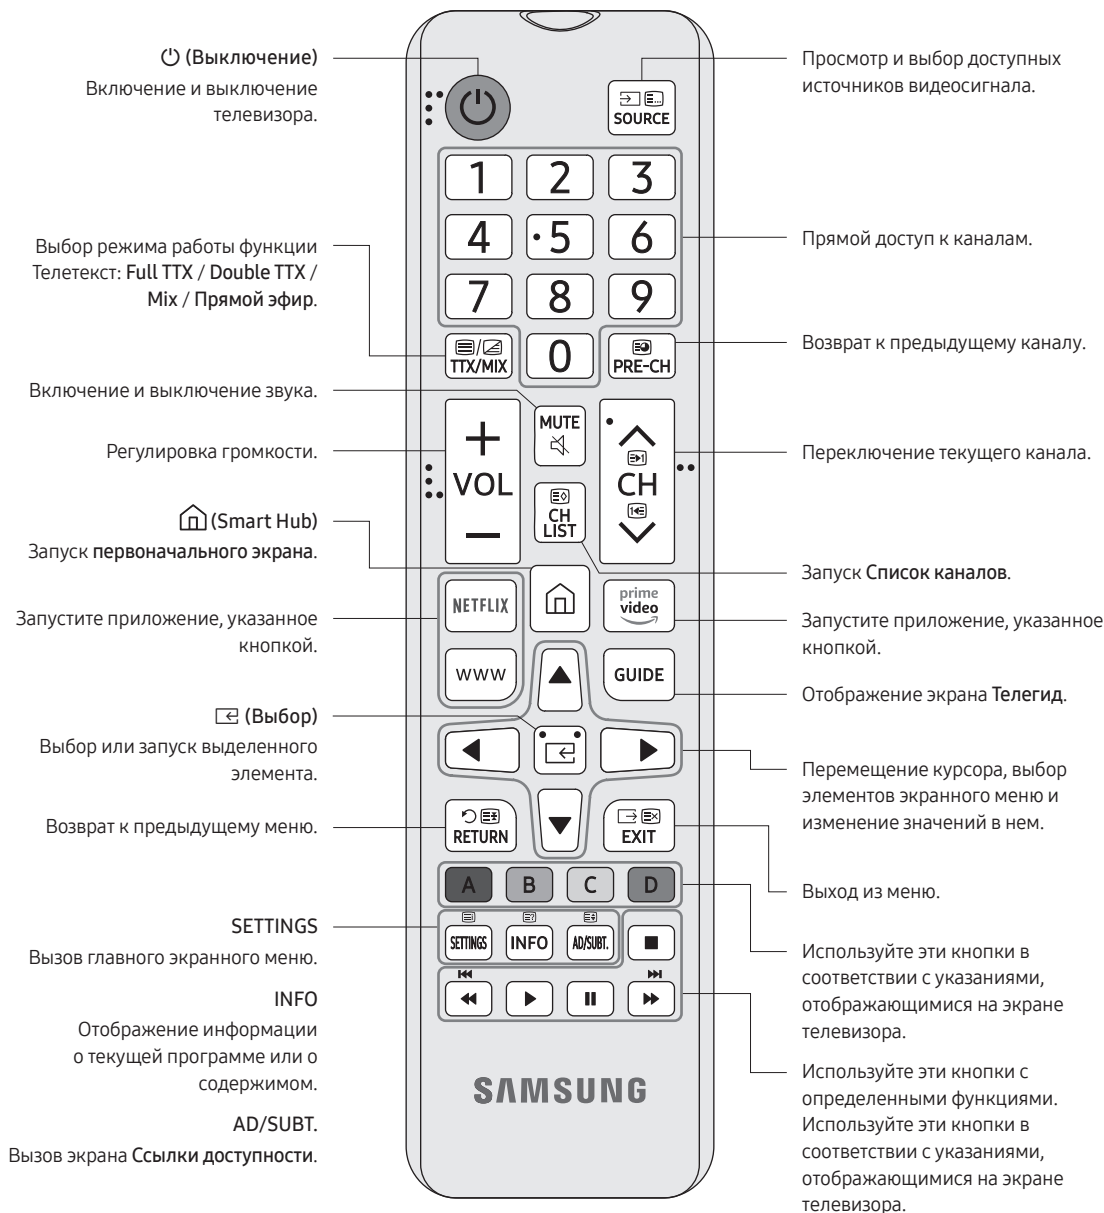 (Выключение)
Включение и выключение
телевизора.
Выбор режима работы функции
Телетекст: Full TTX / Double TTX /
Mix / Прямой эфир.
Включение и выключение звука.
Регулировка громкости.
(Smart Hub)
Запуск первоначального экрана.
Запустите приложение, указанное
кнопкой.
(Выбор)
Выбор или запуск выделенного
элемента.
Возврат к предыдущему меню.
SETTINGS
Вызов главного экранного меню.
INFO
Отображение информации
о текущей программе или о
содержимом.
AD/SUBT.
Вызов экрана Ссылки доступности.
SOURCE
1 2 3
4 5 6
7 8 9
TTX/MIX 0 PRE-CH
MUTE
VOL
CH
CH
LIST
NETFLIX
prime
video
www
GUIDE
RETURN
EXIT
A B C D
SETTINGS INFO AD/SUBT.
SAMSUNG
Просмотр и выбор доступных
источников видеосигнала.
Прямой доступ к каналам.
Возврат к предыдущему каналу.
Переключение текущего канала.
Запуск Список каналов.
Запустите приложение, указанное
кнопкой.
Отображение экрана Телегид.
Перемещение курсора, выбор
элементов экранного меню и
изменение значений в нем.
Выход из меню.
Используйте эти кнопки в
соответствии с указаниями,
отображающимися на экране
телевизора.
Используйте эти кнопки с
определенными функциями.
Используйте эти кнопки в
соответствии с указаниями,
отображающимися на экране
телевизора.